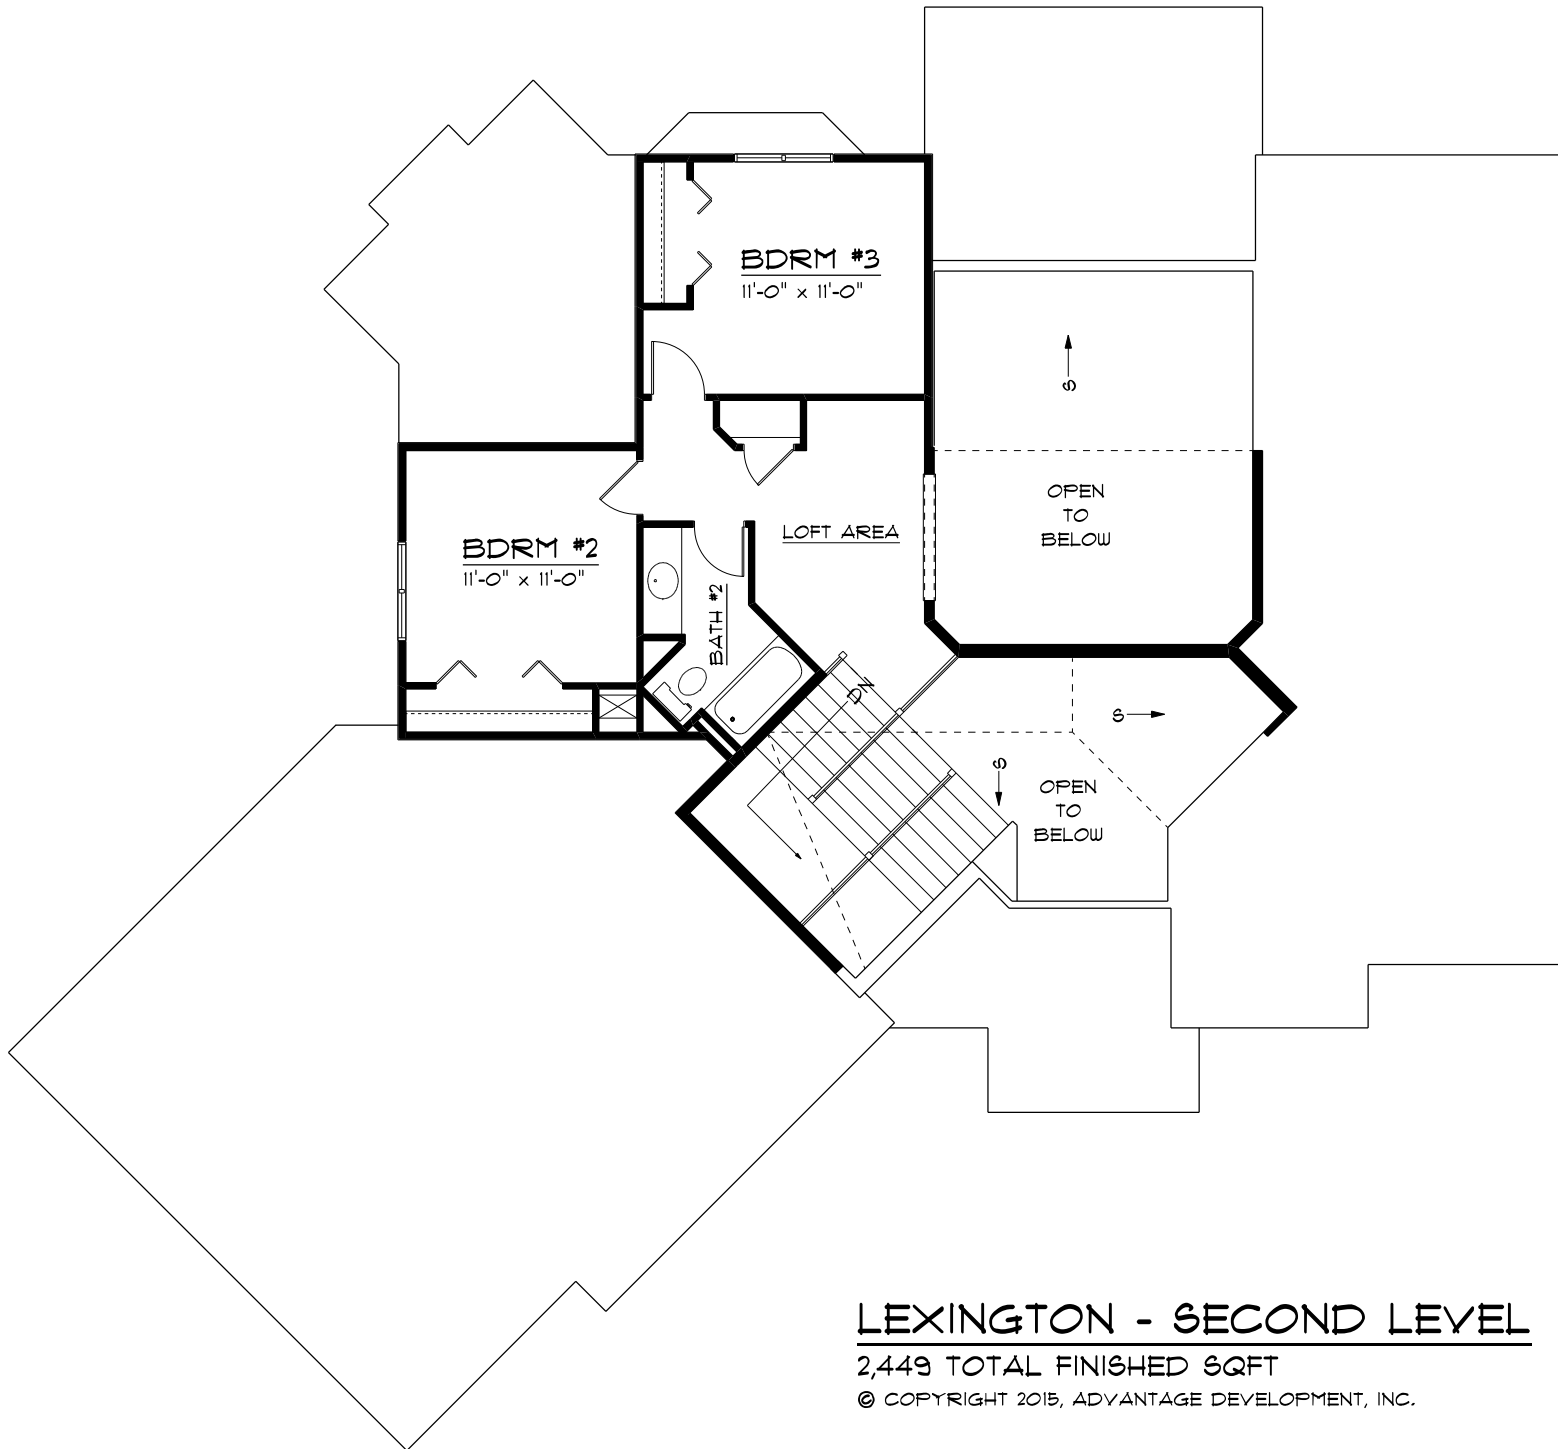 BDRM #3
11'-0" x 11'-0"
S
OPEN
TO
BELOW
LOFT AREA
BDRM #2
11'-0" x 11'-0"
BATH #2
DN
S
S
OPEN
TO
BELOW
LEXINGTON - SECOND LEVEL
2,449 TOTAL FINISHED SQFT
© COPYRIGHT 2015, ADVANTAGE DEVELOPMENT, INC.